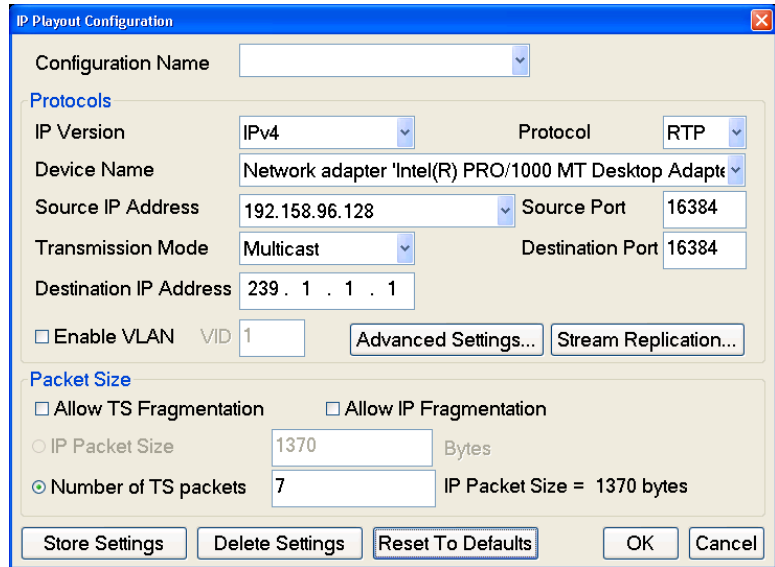 IP Playout Configuration
Configuration Name
Protocols
IP Version IPv4 Protocol RTP
Device Name Network adapter 'Intel(R) PRO/1000 MT Desktop Adapte
Source IP Address 192.158.96.128 Source Port 16384
Transmission Mode Multicast Destination Port 16384
Destination IP Address 239 . 1 . 1 . 1
Enable VLAN VID 1 Advanced Settings... Stream Replication...
Packet Size
Allow TS Fragmentation Allow IP Fragmentation
IP Packet Size 1370 Bytes
Number of TS packets 7 IP Packet Size = 1370 bytes
Store Settings Delete Settings Reset To Defaults OK Cancel